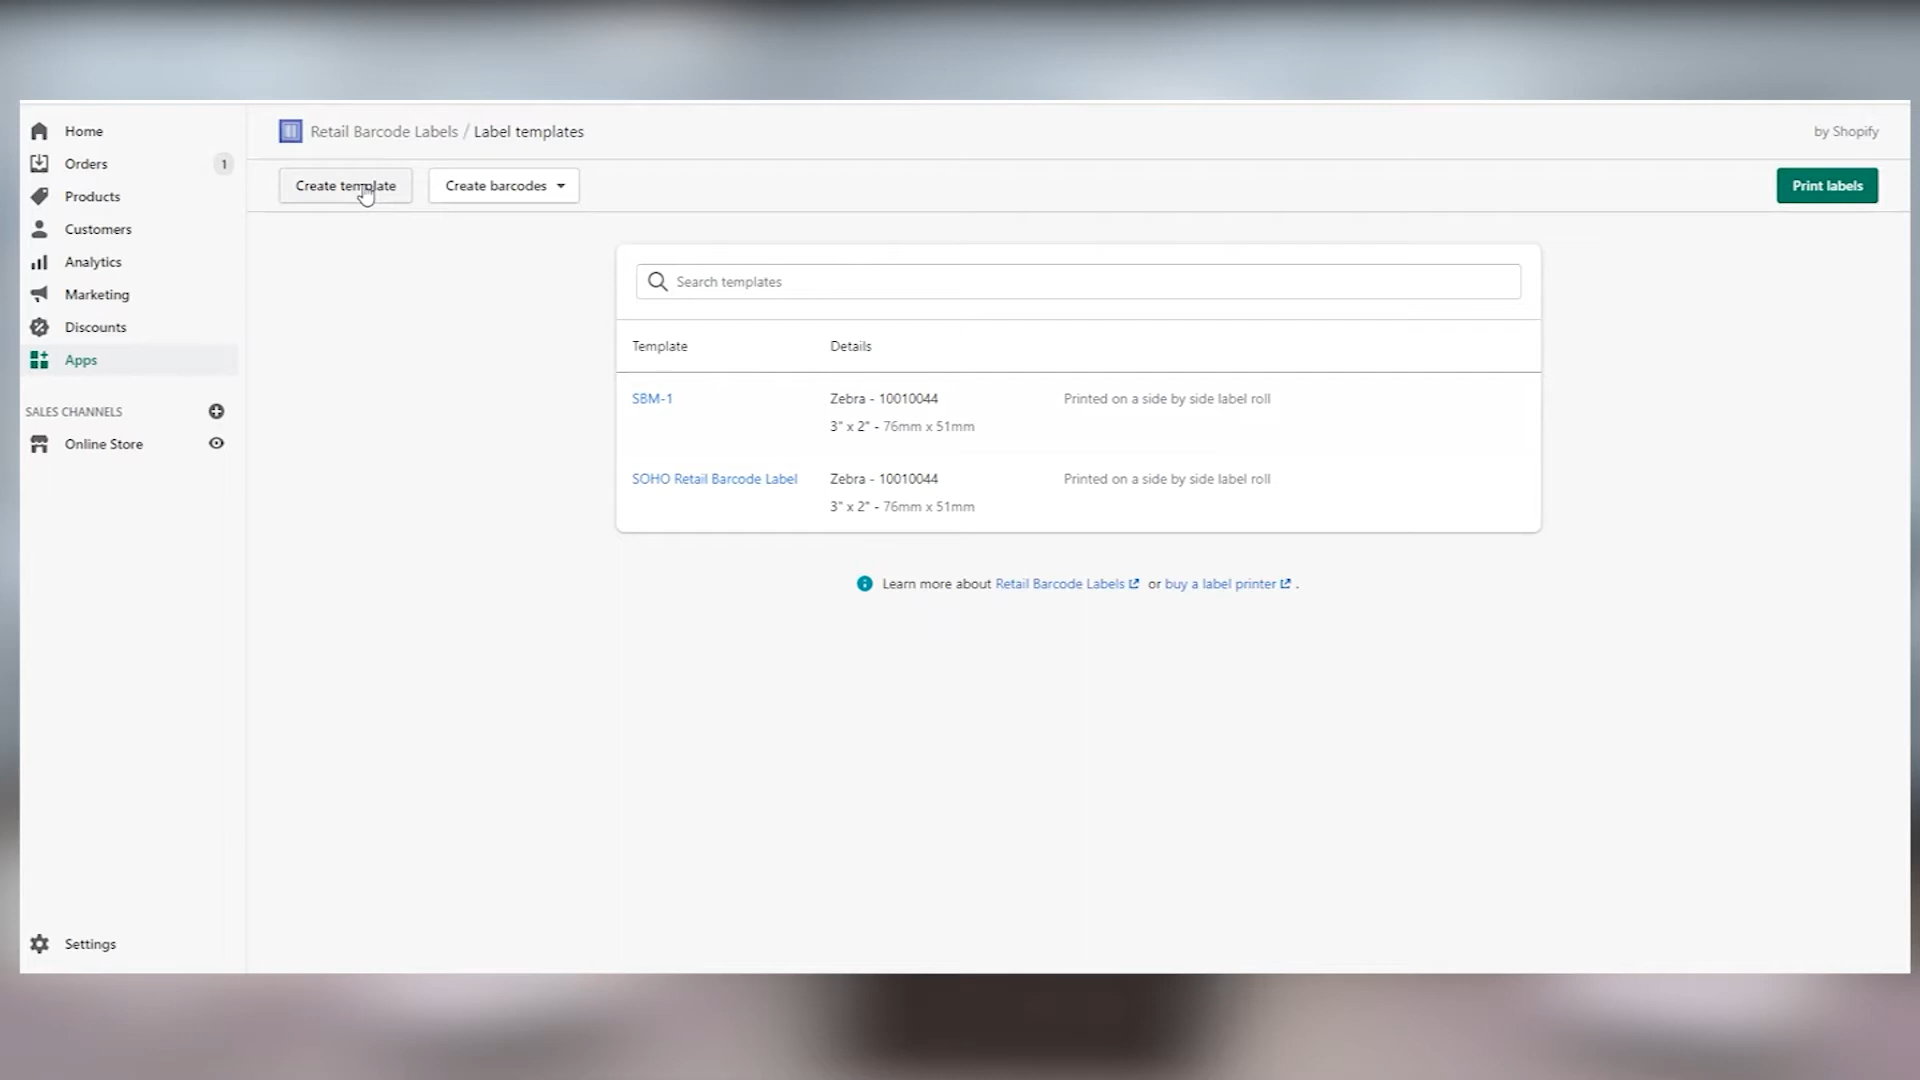 Home
Orders 1
Products
Customers
Analytics
Marketing
Discounts
Apps
SALES CHANNELS
Online Store
Settings
Retail Barcode Labels / Label templates
by Shopify
Create template
Create barcodes
Print labels
Search templates
Template Details
SBM-1 Zebra - 10010044 Printed on a side by side label roll
3" x 2" - 76mm x 51mm
SOHO Retail Barcode Label Zebra - 10010044 Printed on a side by side label roll
3" x 2" - 76mm x 51mm
Learn more about Retail Barcode Labels or buy a label printer .